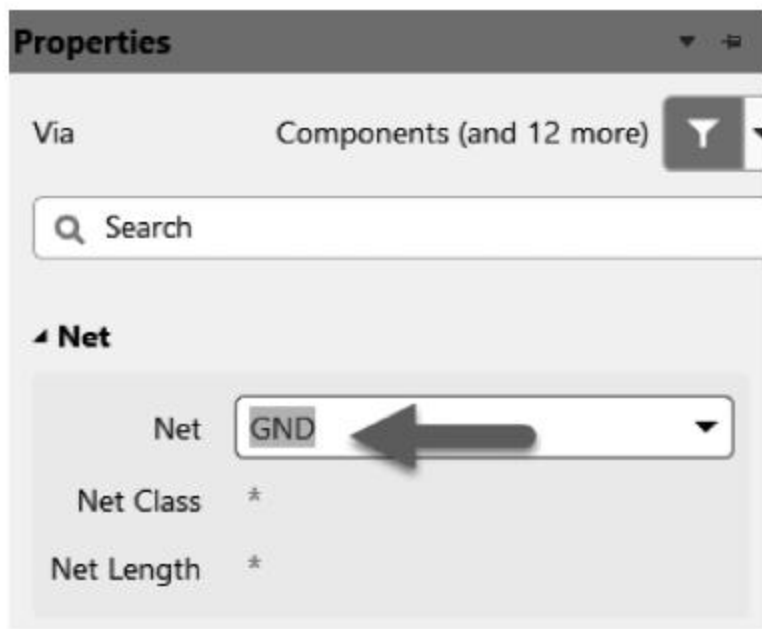 Properties
Via Components (and 12 more)
Search
Net
Net GND
Net Class *
Net Length *